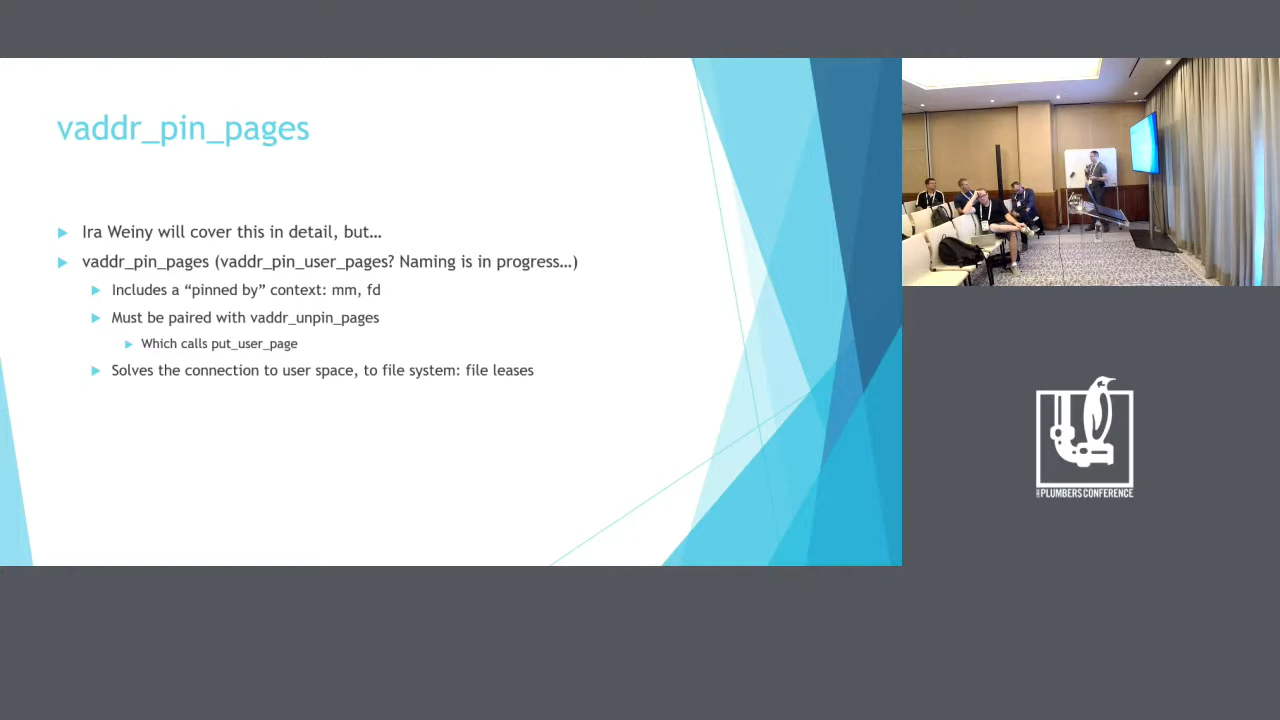 vaddr_pin_pages
Ira Weiny will cover this in detail, but…
vaddr_pin_pages (vaddr_pin_user_pages? Naming is in progress…)
Includes a “pinned by” context: mm, fd
Must be paired with vaddr_unpin_pages
Which calls put_user_page
Solves the connection to user space, to file system: file leases
PLUMBERS CONFERENCE